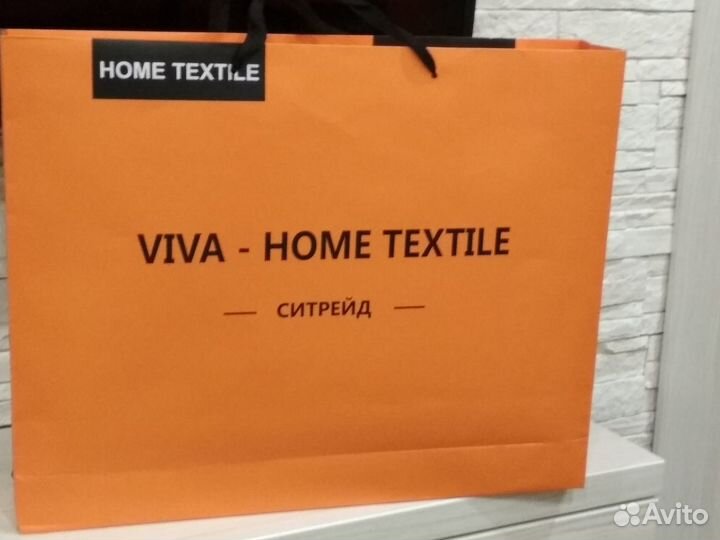 HOME TEXTILE
VIVA - HOME TEXTILE
— СИТРЕЙД —
Avito